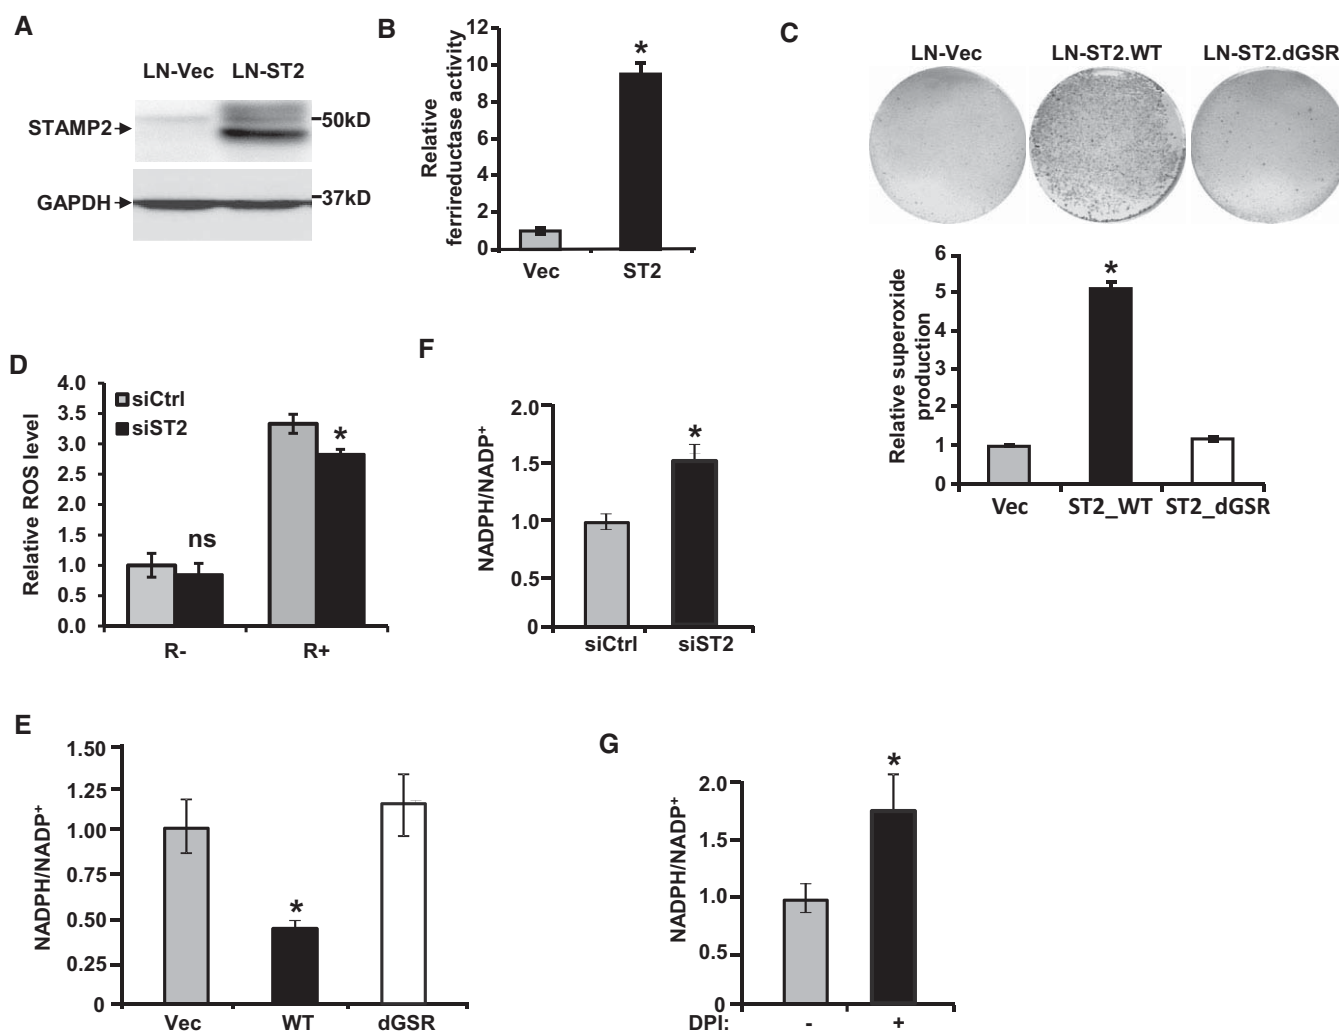 A
LN-Vec LN-ST2
STAMP2
50kD
GAPDH
37kD
B
Relative
ferrireductase activity
12
10
8
6
4
2
0
*
Vec ST2
C
LN-Vec LN-ST2.WT LN-ST2.dGSR
Relative superoxide
production
6
5
4
3
2
1
0
*
Vec ST2_WT ST2_dGSR
D
Relative ROS level
4.0
3.5
3.0
2.5
2.0
1.5
1.0
0.5
0.0
siCtrl
siST2
ns
*
R- R+
F
NADPH/NADP+
2.0
1.5
1.0
0.5
0
*
siCtrl siST2
E
NADPH/NADP+
1.50
1.25
1.00
0.75
0.50
0.25
0
*
Vec WT dGSR
G
NADPH/NADP+
2.0
1.5
1.0
0.5
0
*
DPI: - +